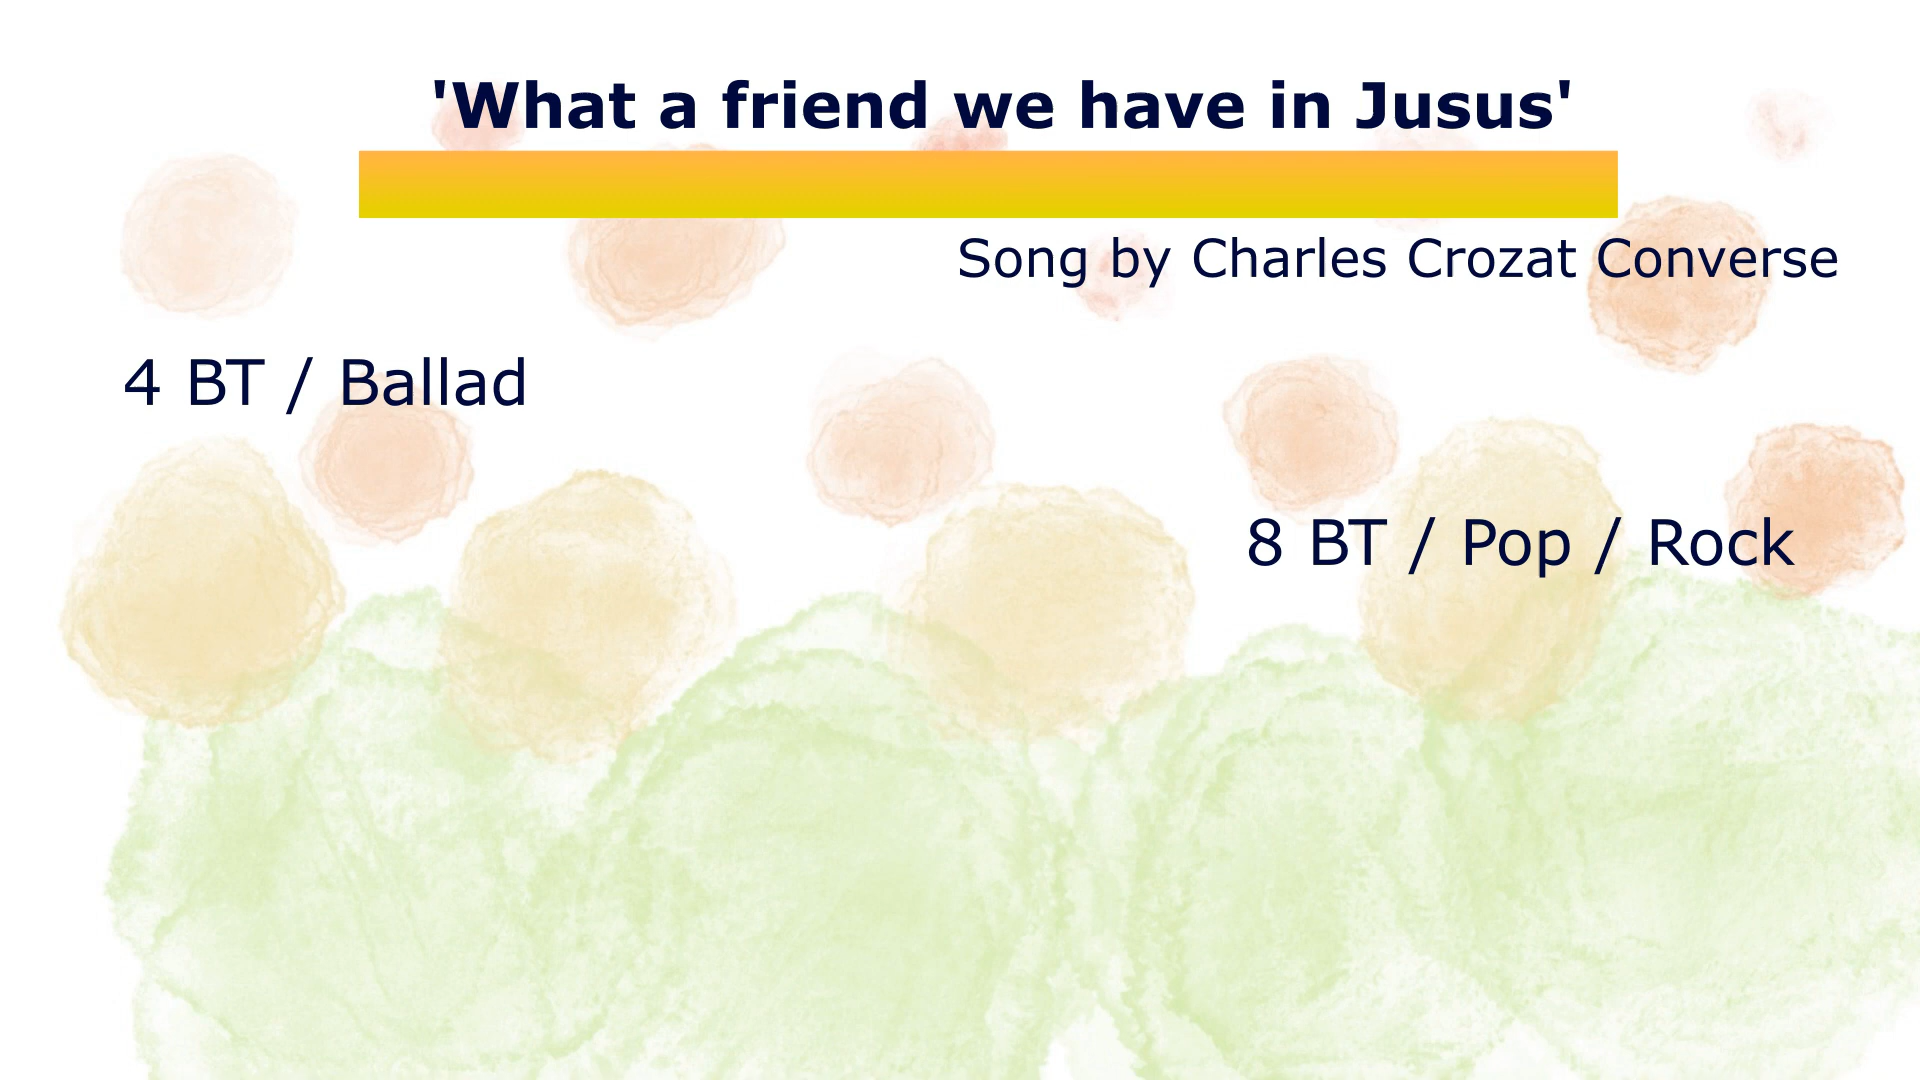 'What a friend we have in Jusus'
Song by Charles Crozat Converse
4 BT / Ballad
8 BT / Pop / Rock